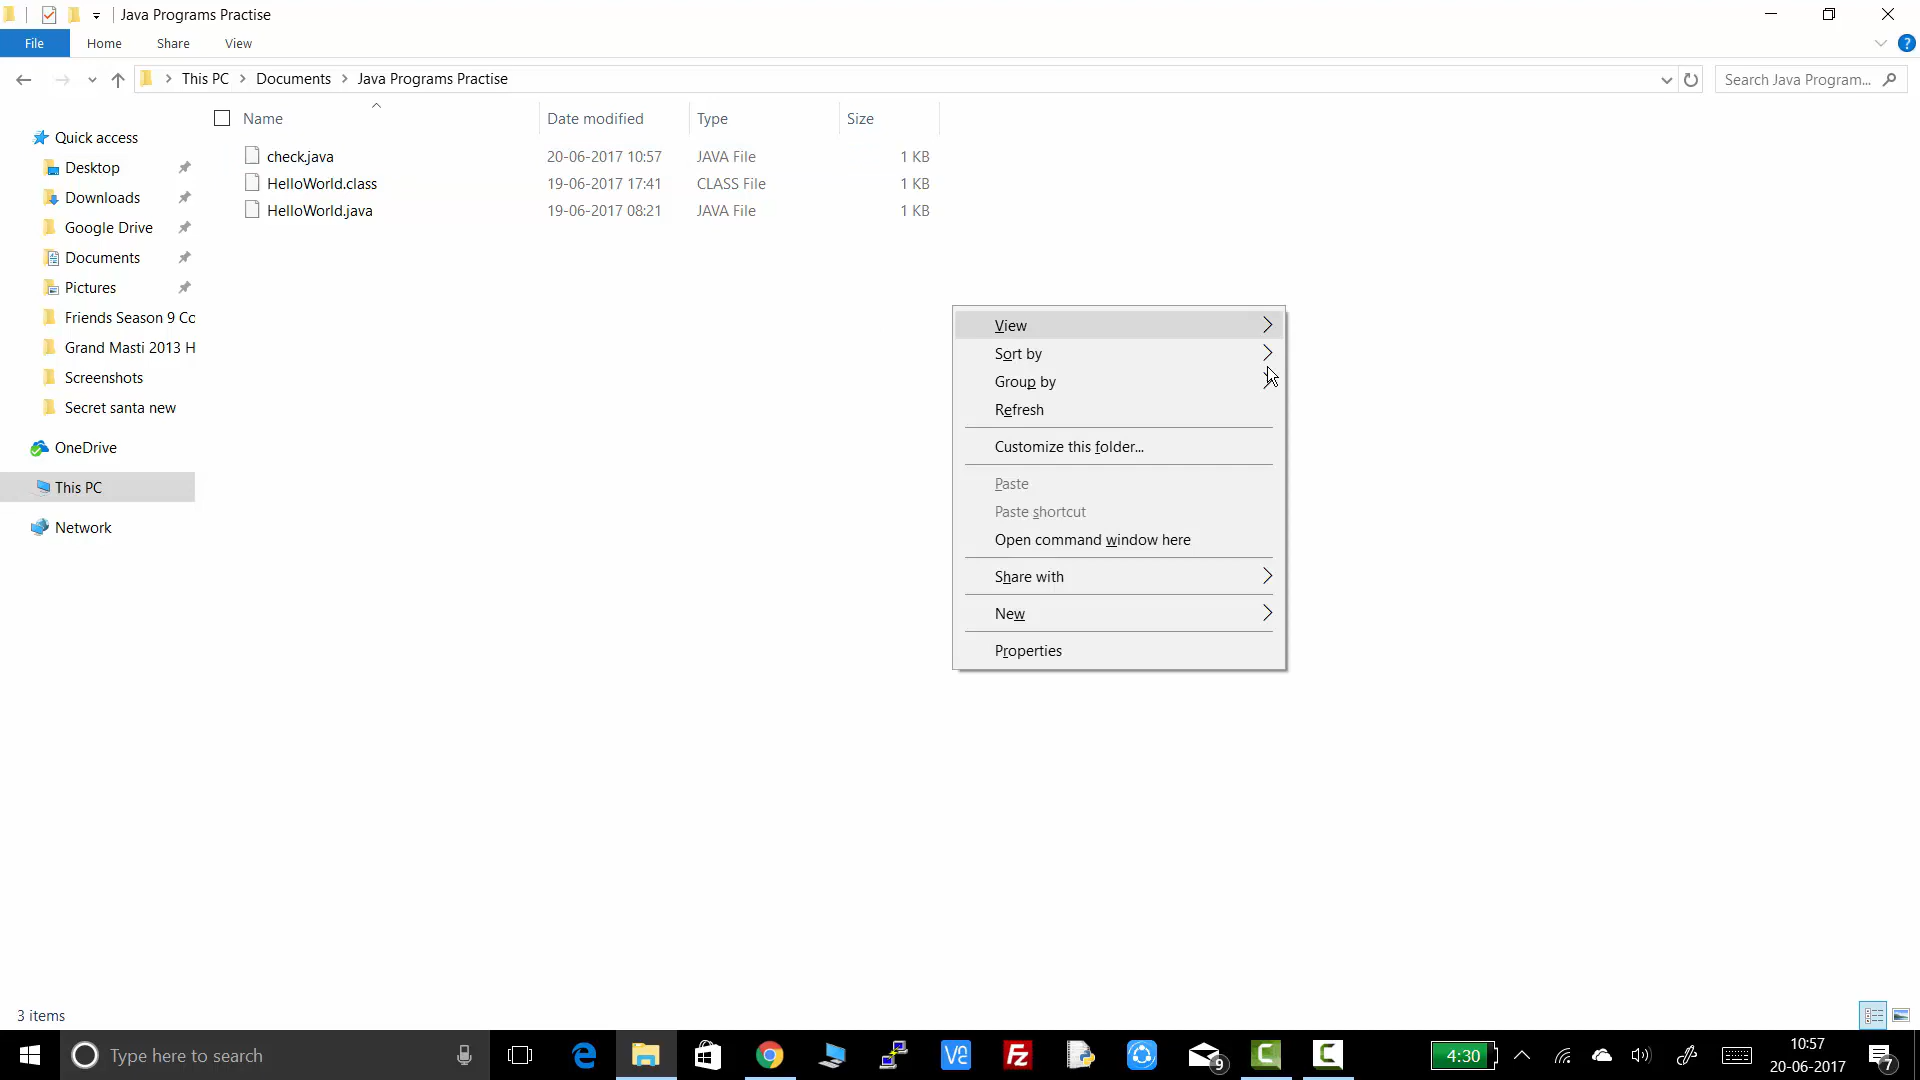 Java Programs Practise
File Home Share View
This PC Documents Java Programs Practise Search Java Program...
Name Date modified Type Size
check.java 20-06-2017 10:57 JAVA File 1 KB
HelloWorld.class 19-06-2017 17:41 CLASS File 1 KB
HelloWorld.java 19-06-2017 08:21 JAVA File 1 KB
Quick access
Desktop
Downloads
Google Drive
Documents
Pictures
Friends Season 9 Co
Grand Masti 2013 H
Screenshots
Secret santa new
OneDrive
This PC
Network
View
Sort by
Group by
Refresh
Customize this folder...
Paste
Paste shortcut
Open command window here
Share with
New
Properties
3 items
Type here to search
9
4:30
10:57
20-06-2017
7